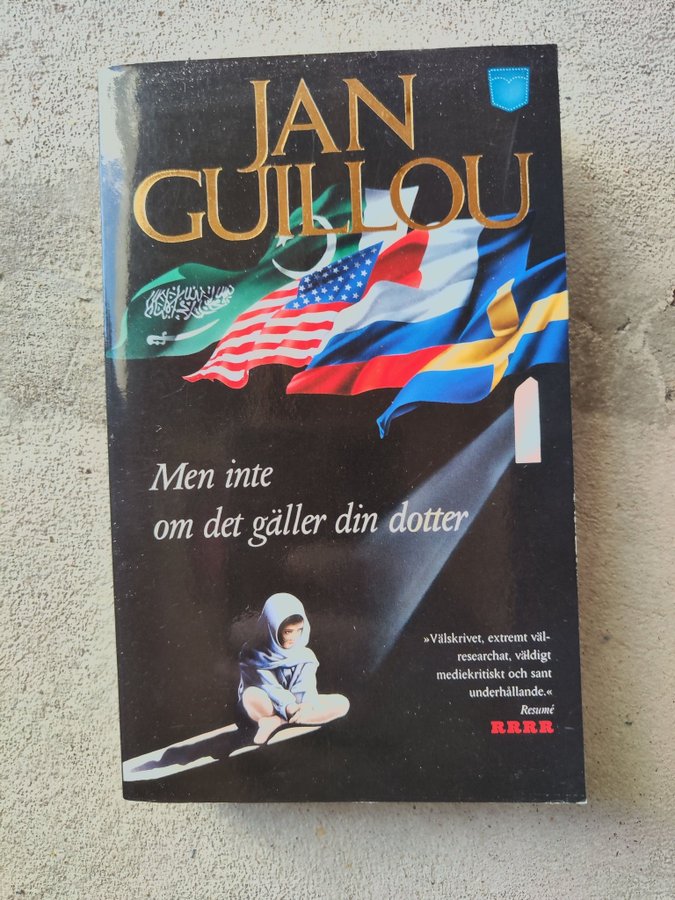 JAN
GUILLOU
Men inte
om det gäller din dotter
»Välskrivet, extremt väl-
researchat, väldigt
mediekritiskt och sant
underhållande.«
Resumé
RRRR